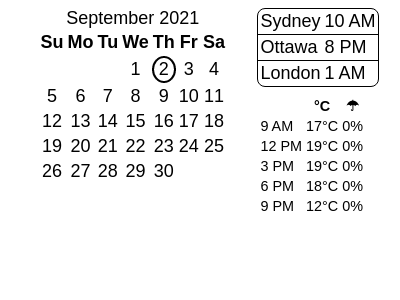 September 2021
Su Mo Tu We Th Fr Sa
1 2 3 4
5 6 7 8 9 10 11
12 13 14 15 16 17 18
19 20 21 22 23 24 25
26 27 28 29 30
Sydney 10 AM
Ottawa 8 PM
London 1 AM
°C ☂
9 AM 17°C 0%
12 PM 19°C 0%
3 PM 19°C 0%
6 PM 18°C 0%
9 PM 12°C 0%